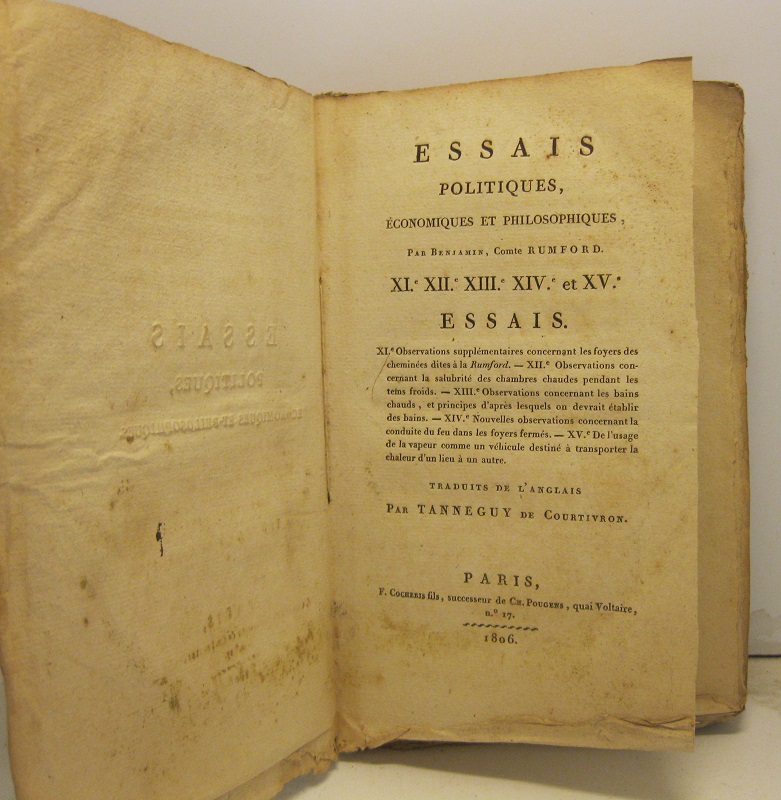 ESSAIS
POLITIQUES,
ÉCONOMIQUES ET PHILOSOPHIQUES,
PAR BENJAMIN, Comte RUMFORD.
XI.e XII.e XIII.e XIV.e et XV.e
ESSAIS.
XI.e Observations supplémentaires concernant les foyers des
cheminées dites à la Rumford. — XII.e Observations con-
cernant la salubrité des chambres chaudes pendant les
tems froids. — XIII.e Observations concernant les bains
chauds, et principes d'après lesquels on devrait établir
des bains. — XIV.e Nouvelles observations concernant la
conduite du feu dans les foyers fermés. — XV.e De l'usage
de la vapeur comme un véhicule destiné à transporter la
chaleur d'un lieu à un autre.
TRADUITS DE L'ANGLAIS
PAR TANNEGUY DE COURTIVRON.
PARIS,
F. COCHERIS fils, successeur de CH. POUGENS, quai Voltaire,
n.o 17.
1806.